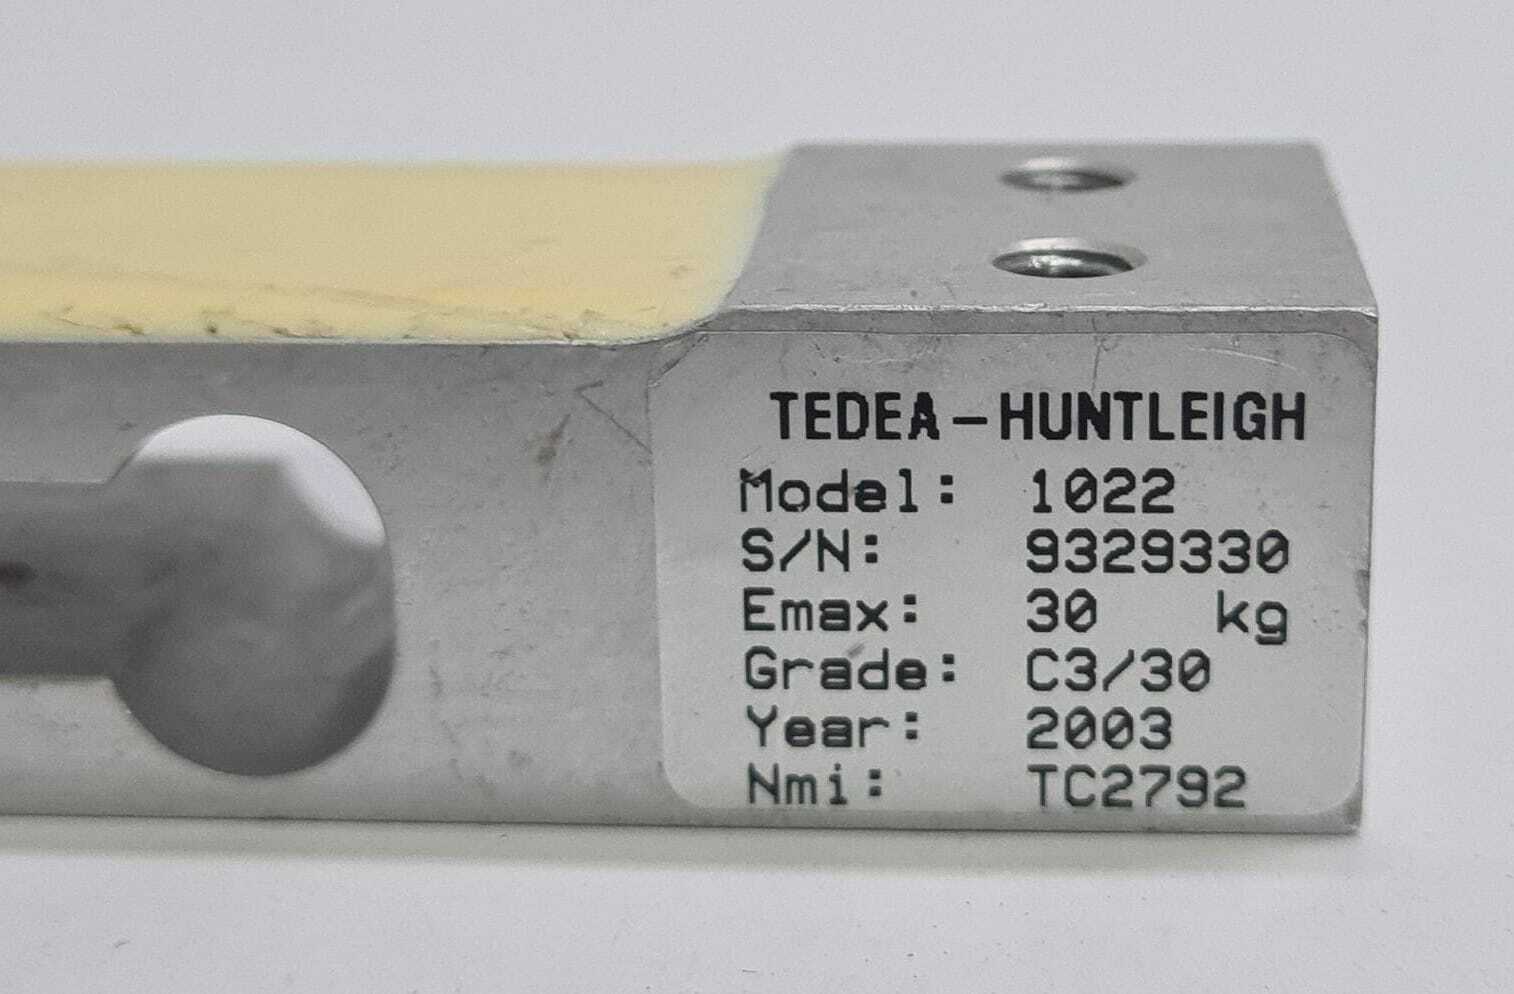 TEDEA-HUNTLEIGH
Model: 1022
S/N: 9329330
Emax: 30 kg
Grade: C3/30
Year: 2003
Nmi: TC2792